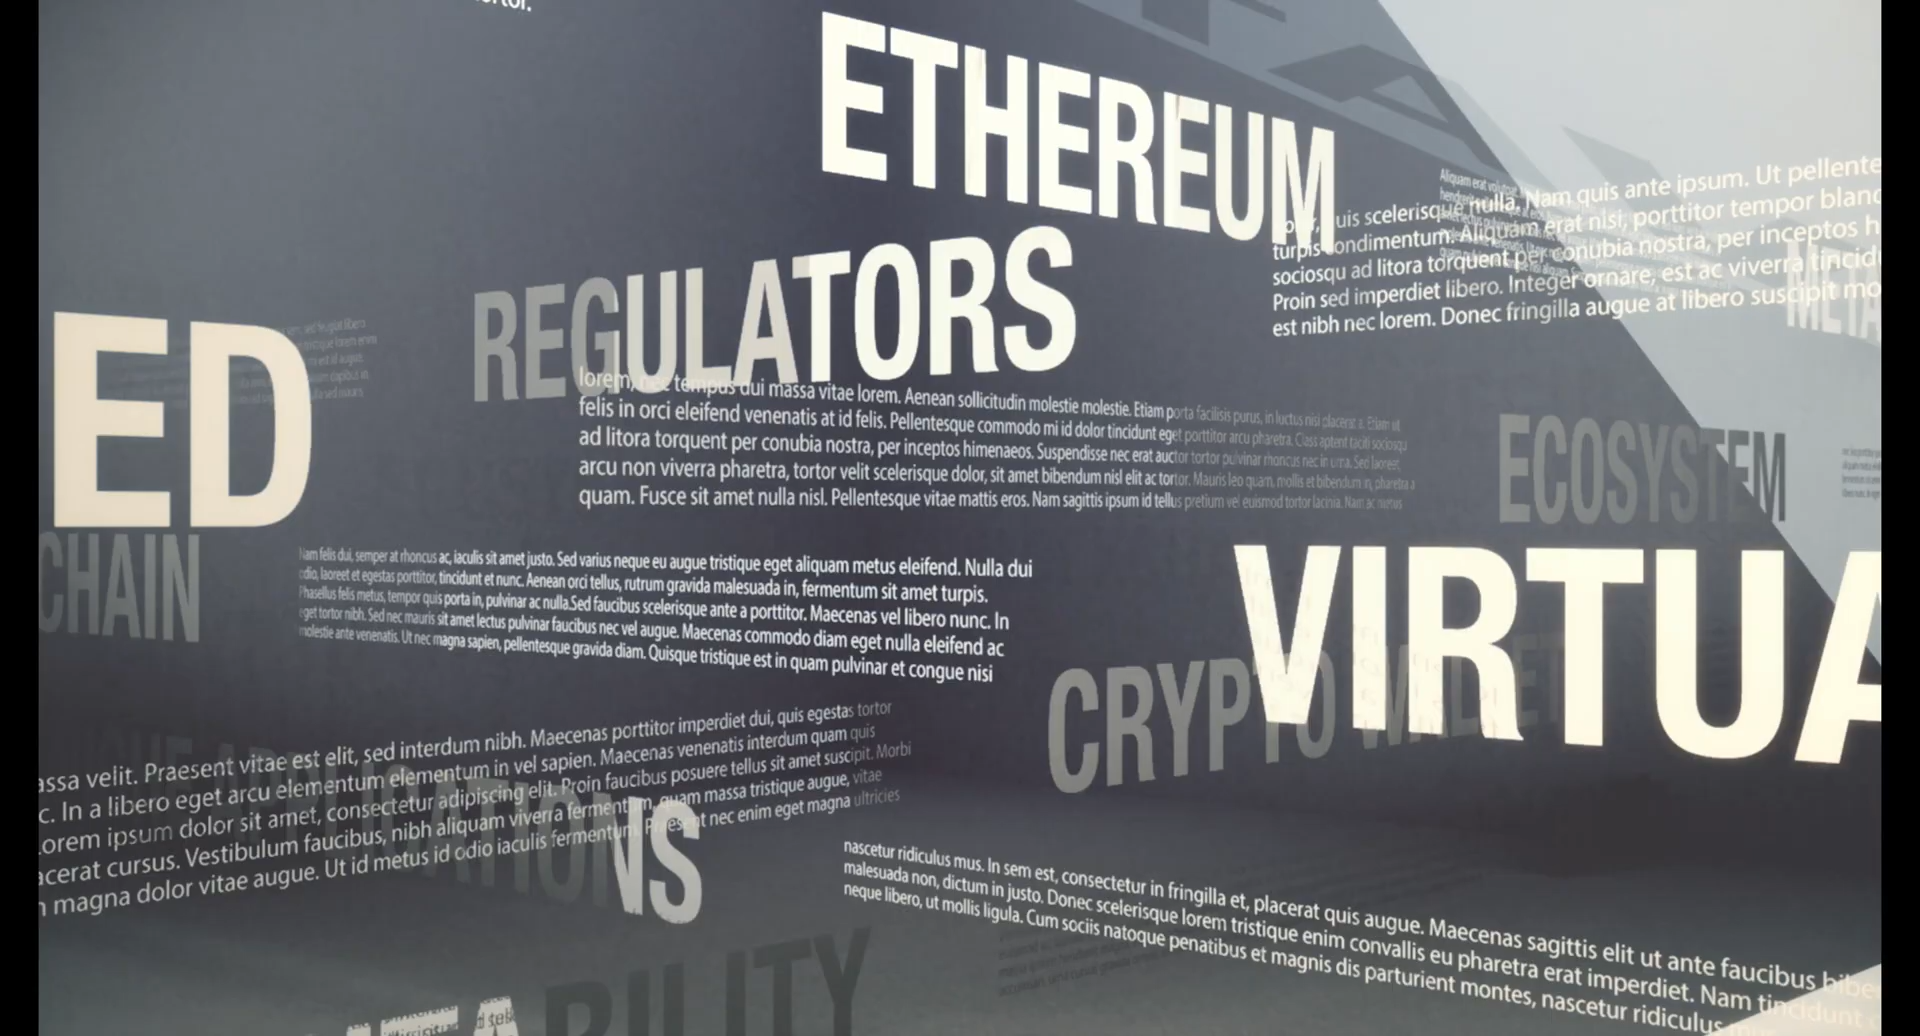 ETHEREUM
uis scelerisque nulla. Nam quis ante ipsum. Ut pellente
turpis condimentum. Aliquam erat nisi, porttitor tempor blanc
sociosqu ad litora torquent per conubia nostra, per inceptos h
Proin sed imperdiet libero. Integer ornare, est ac viverra tincid
est nibh nec lorem. Donec fringilla augue at libero suscipit mo
META
REGULATORS
lorem, nec tempus dui massa vitae lorem. Aenean sollicitudin molestie molestie. Etiam porta facilisis purus, in luctus nisi placerat a. Etiam ut
felis in orci eleifend venenatis at id felis. Pellentesque commodo mi id dolor tincidunt eget porttitor arcu pharetra. Class aptent taciti sociosqu
ad litora torquent per conubia nostra, per inceptos himenaeos. Suspendisse nec erat auctor tortor pulvinar rhoncus nec in urna. Sed laoreet,
arcu non viverra pharetra, tortor velit scelerisque dolor, sit amet bibendum nisl elit ac tortor. Mauris leo quam, mollis et bibendum in, pharetra a
quam. Fusce sit amet nulla nisl. Pellentesque vitae mattis eros. Nam sagittis ipsum id tellus pretium vel euismod tortor lacinia. Nam ac metus
ED
ECOSYSTEM
CHAIN
Nam felis dui, semper at rhoncus ac, iaculis sit amet justo. Sed varius neque eu augue tristique eget aliquam metus eleifend. Nulla dui
odio, laoreet et egestas porttitor, tincidunt et nunc. Aenean orci tellus, rutrum gravida malesuada in, fermentum sit amet turpis.
Phasellus felis metus, tempor quis porta in, pulvinar ac nulla.Sed faucibus scelerisque ante a porttitor. Maecenas vel libero nunc. In
eget tortor nibh. Sed nec mauris sit amet lectus pulvinar faucibus nec vel augue. Maecenas commodo diam eget nulla eleifend ac
molestie ante venenatis. Ut nec magna sapien, pellentesque gravida diam. Quisque tristique est in quam pulvinar et congue nisi
VIRTUA
CRYPTO WALLET
assa velit. Praesent vitae est elit, sed interdum nibh. Maecenas porttitor imperdiet dui, quis egestas tortor
c. In a libero eget arcu elementum elementum in vel sapien. Maecenas venenatis interdum quam quis
orem ipsum dolor sit amet, consectetur adipiscing elit. Proin faucibus posuere tellus sit amet suscipit. Morbi
acerat cursus. Vestibulum faucibus, nibh aliquam viverra fermentum, quam massa tristique augue, vitae
magna dolor vitae augue. Ut id metus id odio iaculis fermentum. Praesent nec enim eget magna ultricies
APPLICATIONS
nascetur ridiculus mus. In sem est, consectetur in fringilla et, placerat quis augue. Maecenas sagittis elit ut ante faucibus bibe
malesuada non, dictum in justo. Donec scelerisque lorem tristique enim convallis eu pharetra erat imperdiet. Nam tincidunt
neque libero, ut mollis ligula. Cum sociis natoque penatibus et magnis dis parturient montes, nascetur ridiculus
ABILITY